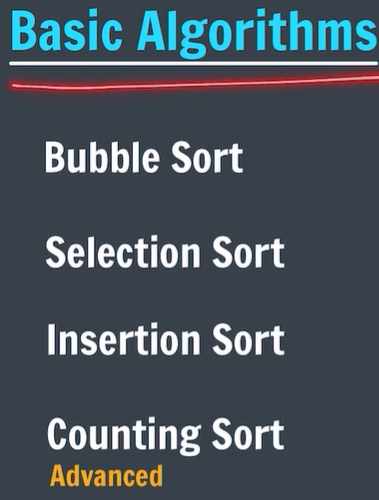 Basic Algorithms
Bubble Sort
Selection Sort
Insertion Sort
Counting Sort
Advanced